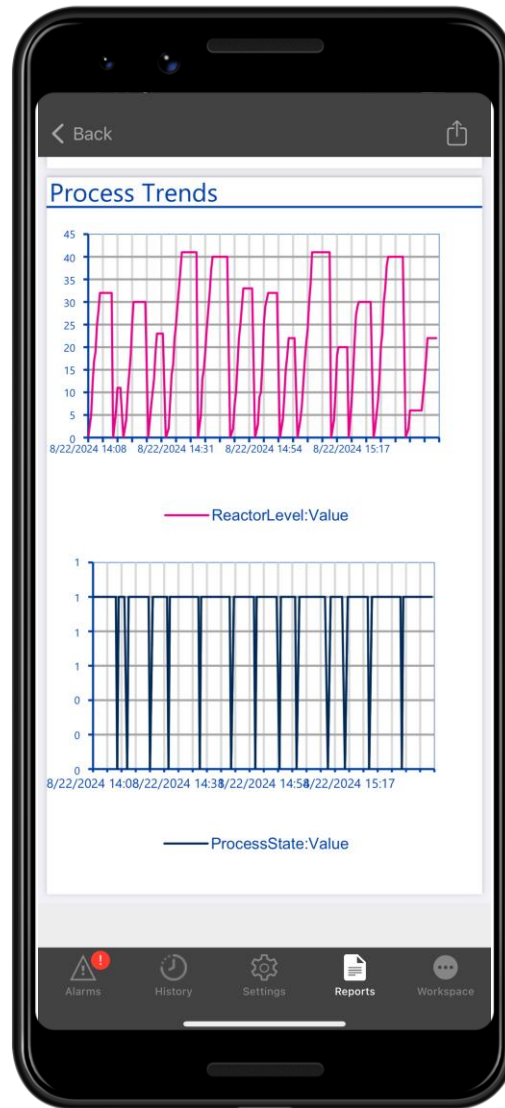 Back
Process Trends
45
40
35
30
25
20
15
10
5
0
8/22/2024 14:08 8/22/2024 14:31 8/22/2024 14:54 8/22/2024 15:17
ReactorLevel:Value
1
1
1
1
0
0
0
8/22/2024 14:08 8/22/2024 14:31 8/22/2024 14:54 8/22/2024 15:17
ProcessState:Value
!
Alarms History Settings Reports Workspace